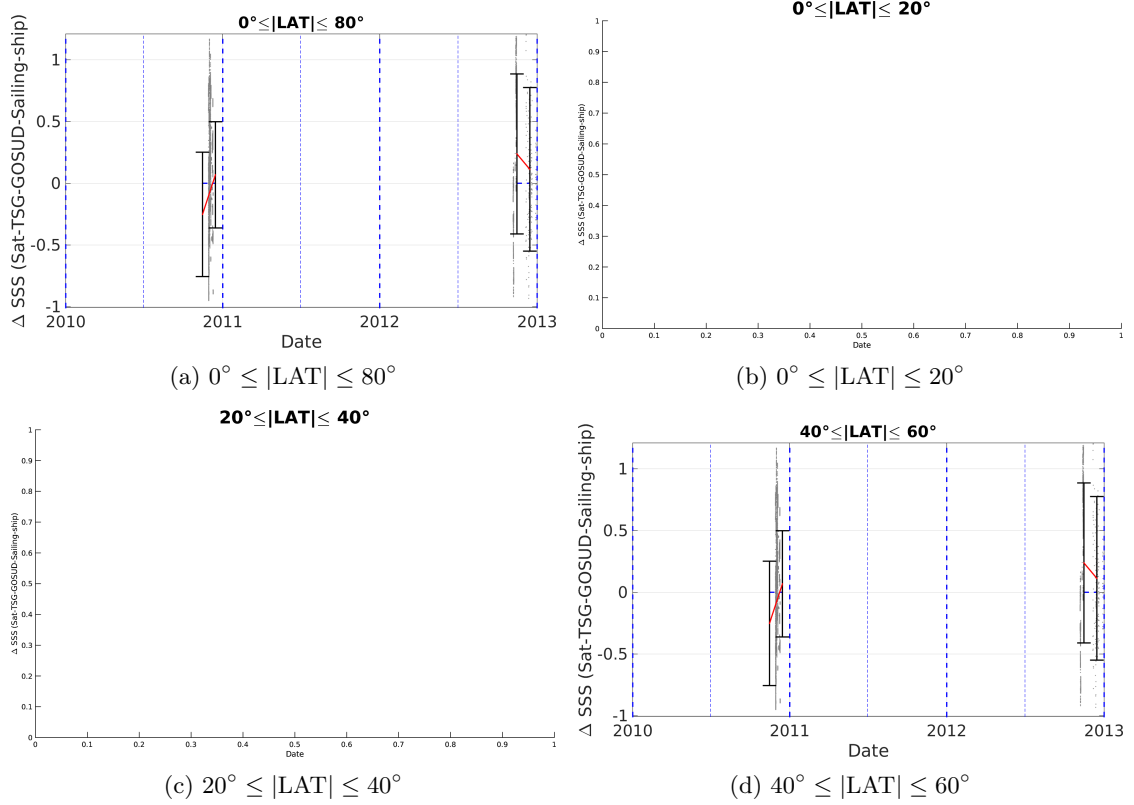 0°≤|LAT|≤ 80°
Δ SSS (Sat-TSG-GOSUD-Sailing-ship)
1
0.5
0
-0.5
-1
2010 2011 2012 2013
Date
(a) 0° ≤ |LAT| ≤ 80°
0°≤|LAT|≤ 20°
Δ SSS (Sat-TSG-GOSUD-Sailing-ship)
1
0.9
0.8
0.7
0.6
0.5
0.4
0.3
0.2
0.1
0
0 0.1 0.2 0.3 0.4 0.5 0.6 0.7 0.8 0.9 1
Date
(b) 0° ≤ |LAT| ≤ 20°
20°≤|LAT|≤ 40°
Δ SSS (Sat-TSG-GOSUD-Sailing-ship)
1
0.9
0.8
0.7
0.6
0.5
0.4
0.3
0.2
0.1
0
0 0.1 0.2 0.3 0.4 0.5 0.6 0.7 0.8 0.9 1
Date
(c) 20° ≤ |LAT| ≤ 40°
40°≤|LAT|≤ 60°
Δ SSS (Sat-TSG-GOSUD-Sailing-ship)
1
0.5
0
-0.5
-1
2010 2011 2012 2013
Date
(d) 40° ≤ |LAT| ≤ 60°